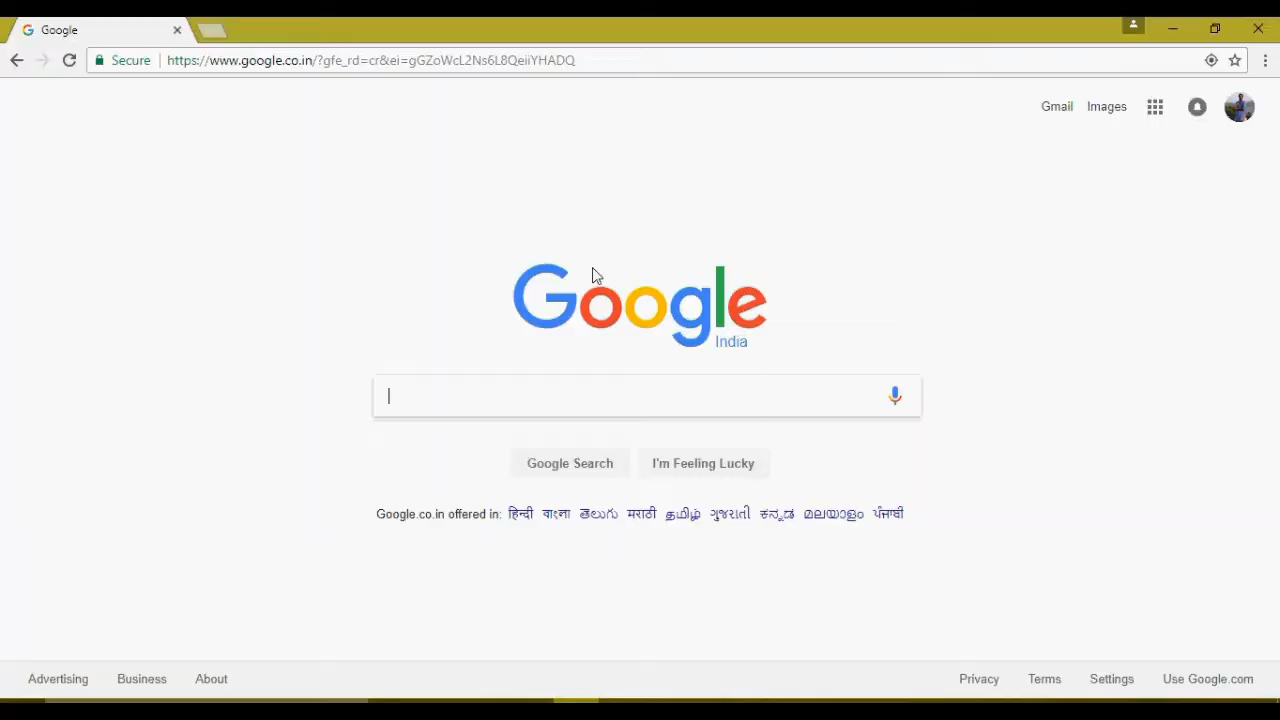 Google
Secure https://www.google.co.in/?gfe_rd=cr&ei=gGZoWcL2Ns6L8QeiiYHADQ
Gmail Images
Google
India
Google Search I'm Feeling Lucky
Google.co.in offered in: हिन्दी বাংলা తెలుగు मराठी தமிழ் ગુજરાતી ಕನ್ನಡ മലയാളം ਪੰਜਾਬੀ
Advertising Business About Privacy Terms Settings Use Google.com